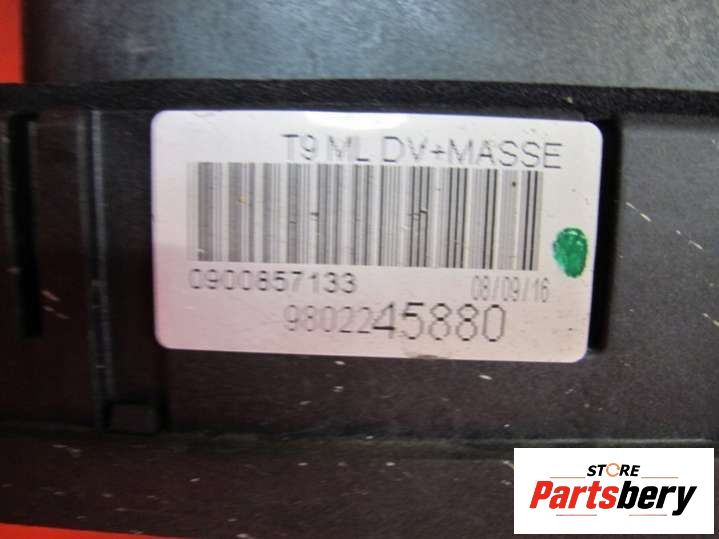 T9 ML DV+MASSE
0900857133
08/09/16
9802245880
STORE
Partsbery